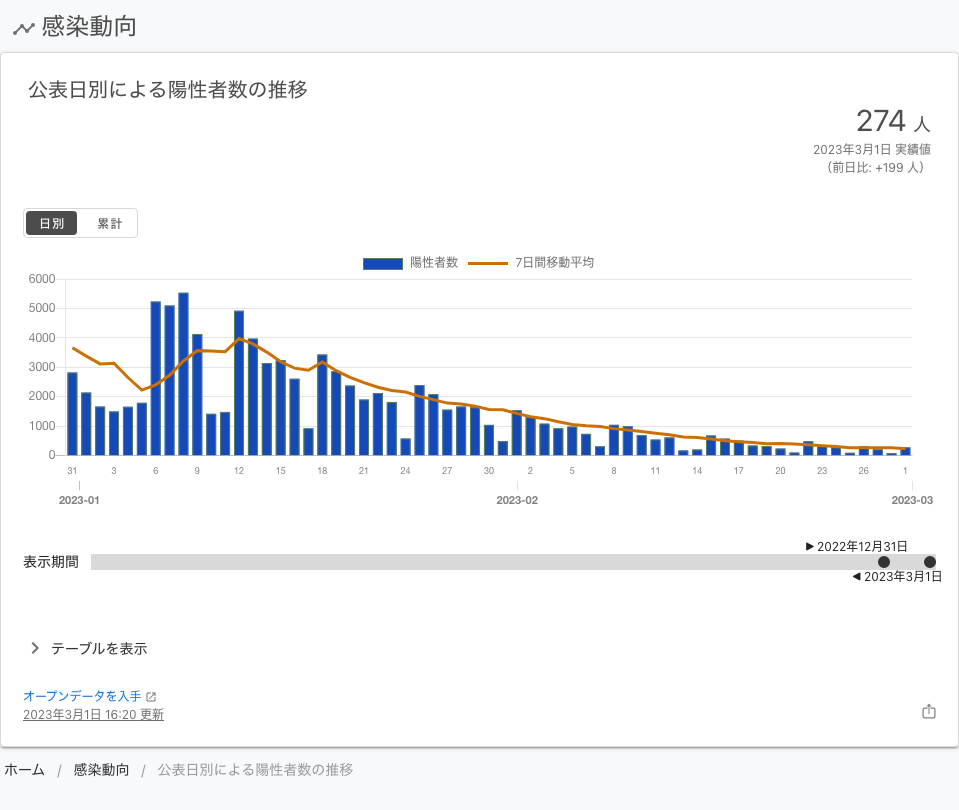 感染動向
公表日別による陽性者数の推移
274 人
2023年3月1日 実績値
（前日比: +199 人）
日別 累計
陽性者数 7日間移動平均
6000
5000
4000
3000
2000
1000
0
31 3 6 9 12 15 18 21 24 27 30 2 5 8 11 14 17 20 23 26 1
2023-01 2023-02 2023-03
▶ 2022年12月31日
表示期間
◀ 2023年3月1日
テーブルを表示
オープンデータを入手
2023年3月1日 16:20 更新
ホーム / 感染動向 / 公表日別による陽性者数の推移